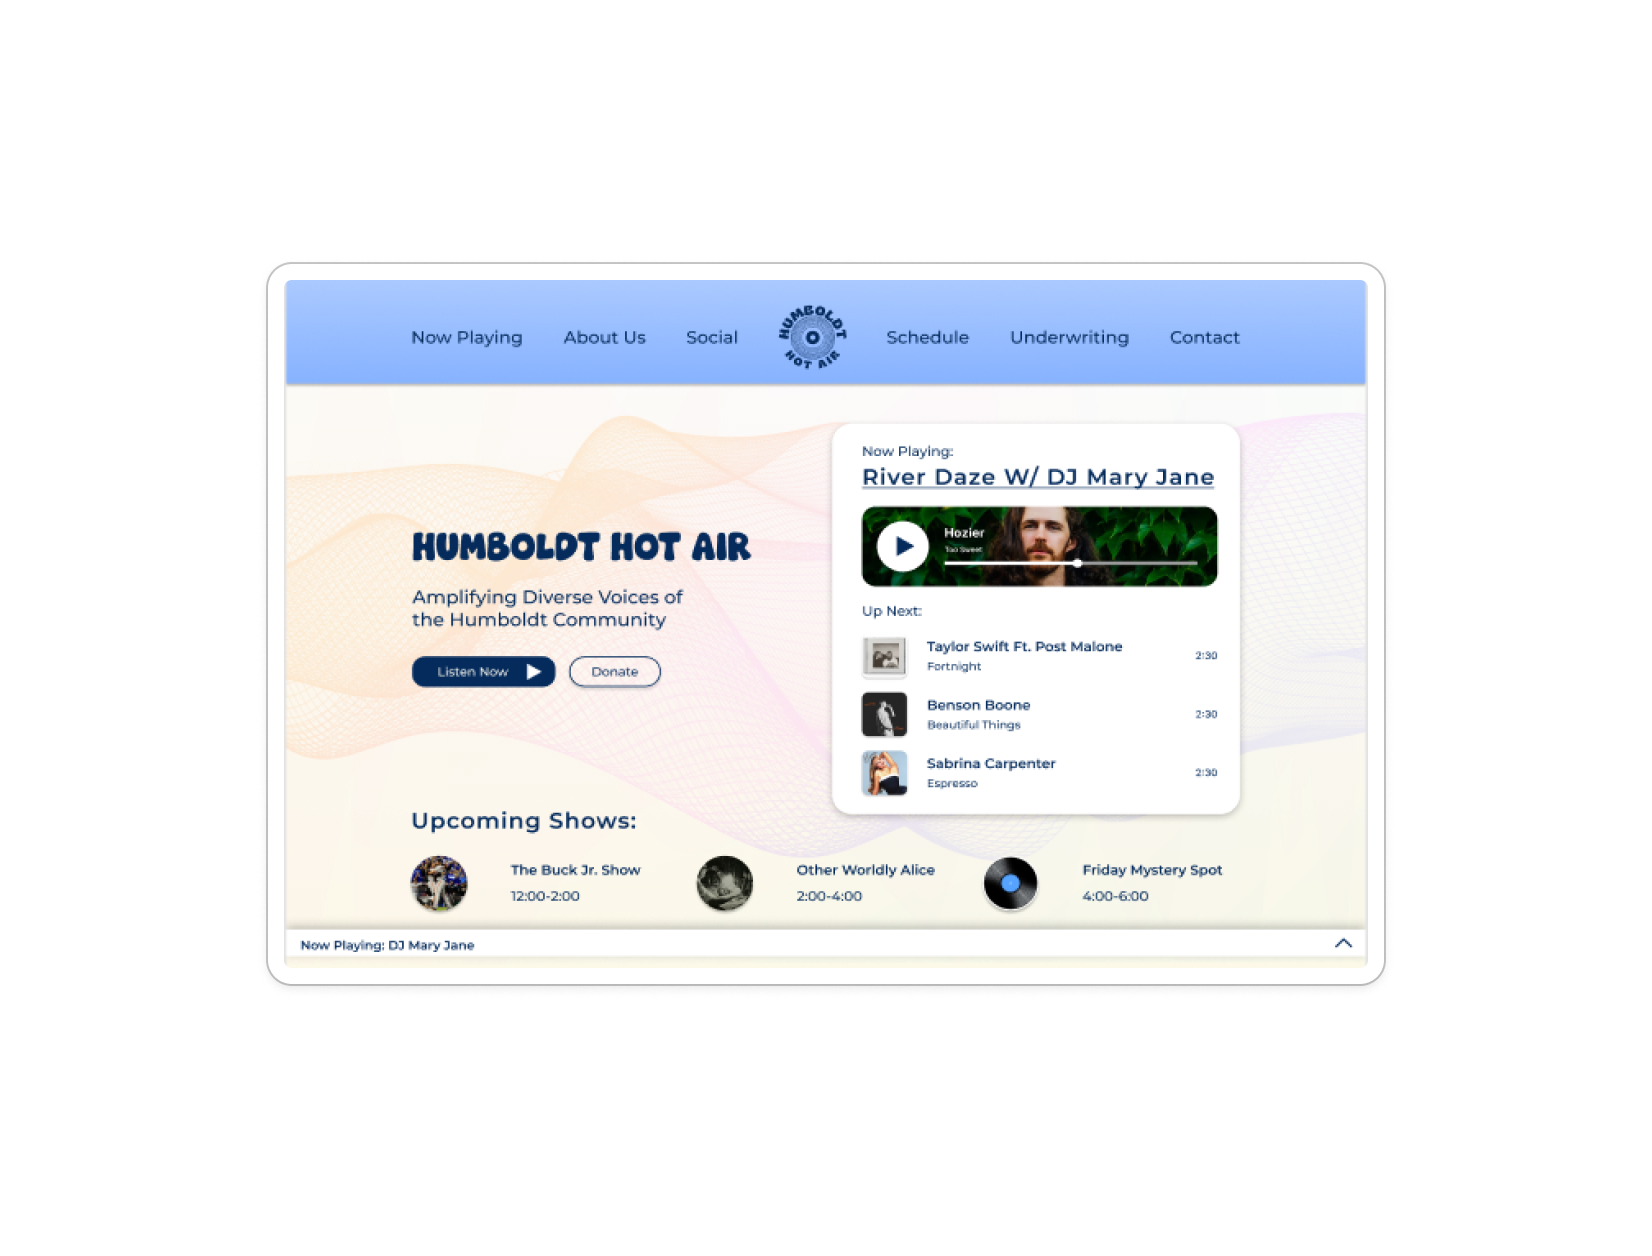 Now Playing
About Us
Social
HUMBOLDT
HOT AIR
Schedule
Underwriting
Contact
HUMBOLDT HOT AIR
Amplifying Diverse Voices of
the Humboldt Community
Listen Now
Donate
Now Playing:
River Daze W/ DJ Mary Jane
Hozier
Too Sweet
Up Next:
Taylor Swift Ft. Post Malone
Fortnight
2:30
Benson Boone
Beautiful Things
2:30
Sabrina Carpenter
Espresso
2:30
Upcoming Shows:
The Buck Jr. Show
12:00-2:00
Other Worldly Alice
2:00-4:00
Friday Mystery Spot
4:00-6:00
Now Playing: DJ Mary Jane